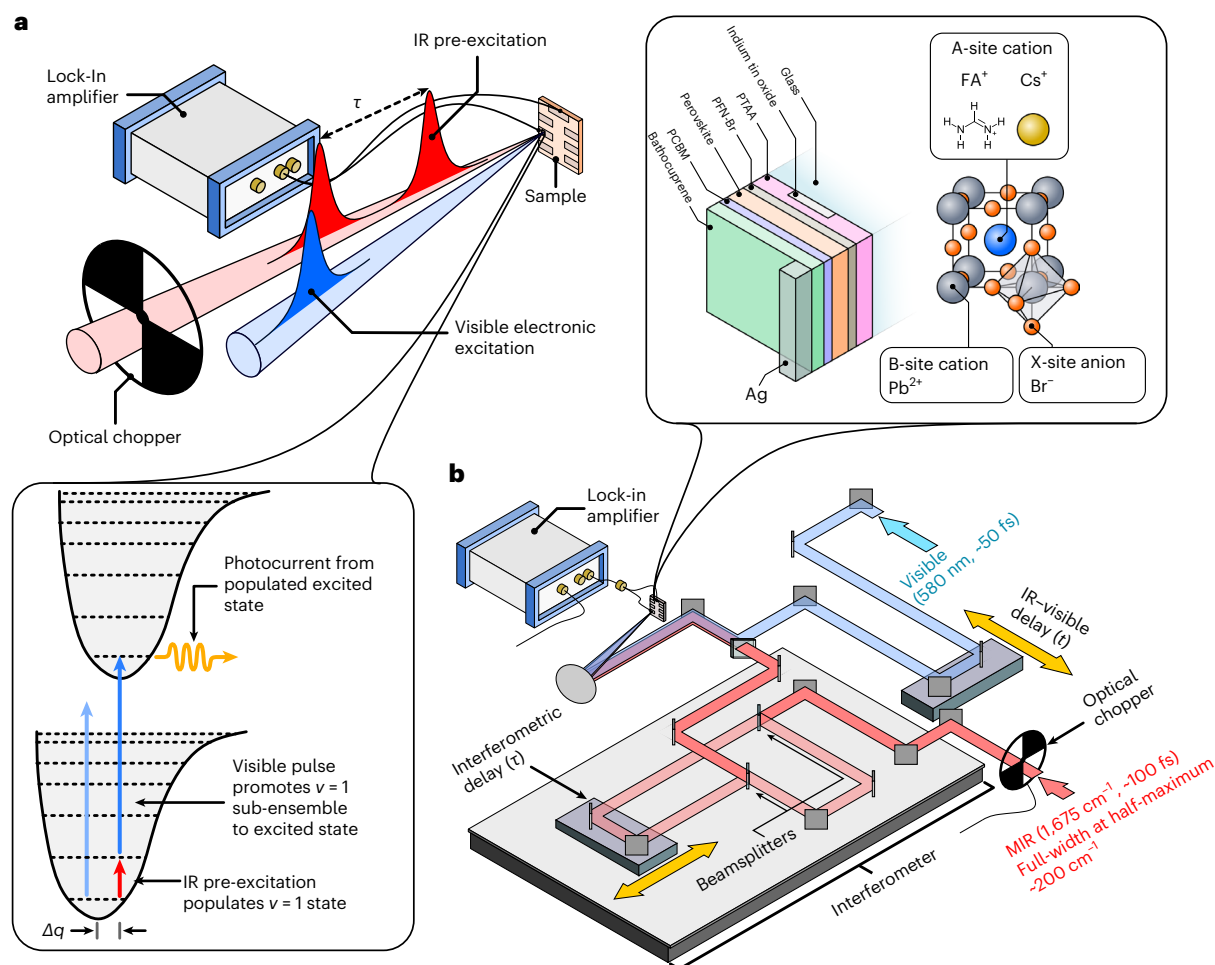 a
Lock-In
amplifier
IR pre-excitation
τ
Sample
Visible electronic
excitation
Optical chopper
Bathocuprene
PCBM
Perovskite
PFN-Br
PTAA
Indium tin oxide
Glass
Ag
A-site cation
FA⁺ Cs⁺
H N N⁺ H
H H
B-site cation
Pb²⁺
X-site anion
Br⁻
Photocurrent from
populated excited
state
Visible pulse
promotes v = 1
sub-ensemble
to excited state
IR pre-excitation
populates v = 1 state
Δq
b
Lock-in
amplifier
Visible
(580 nm, ~50 fs)
IR–visible
delay (t)
Optical
chopper
Interferometric
delay (τ)
Beamsplitters
Interferometer
MIR (1,675 cm⁻¹, ~100 fs)
Full-width at half-maximum
~200 cm⁻¹